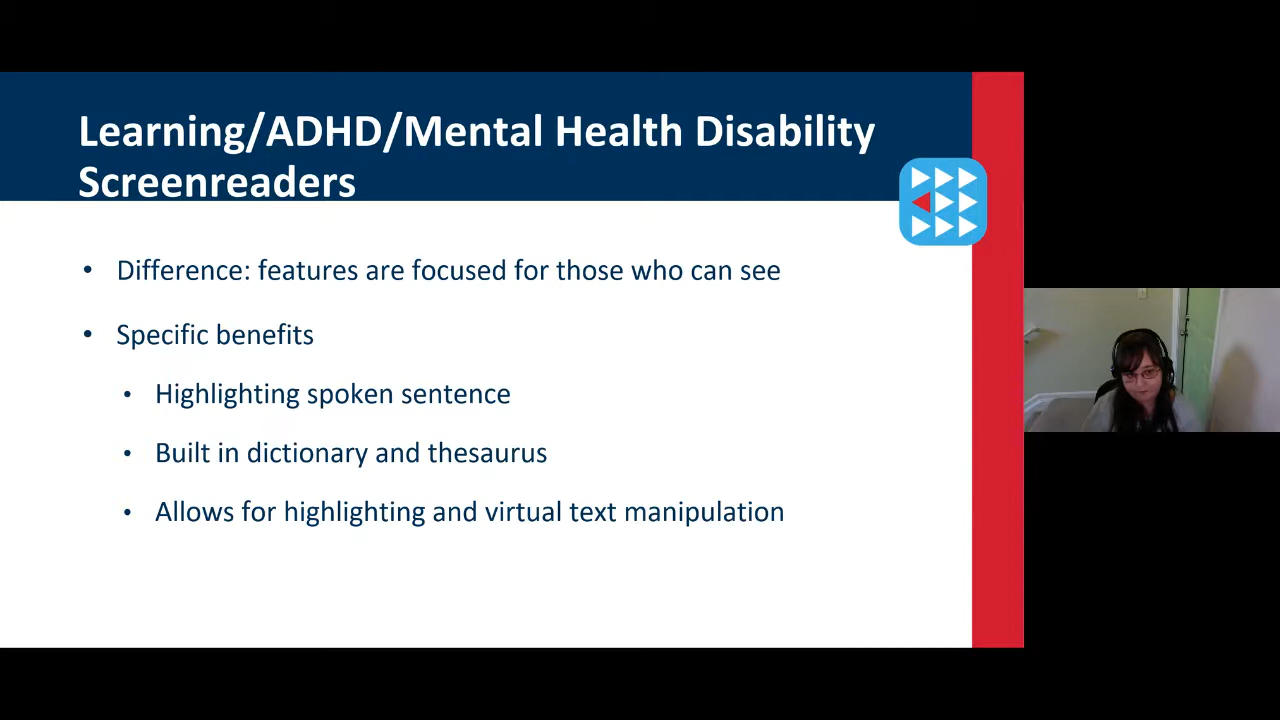 Learning/ADHD/Mental Health Disability
Screenreaders
• Difference: features are focused for those who can see
• Specific benefits
• Highlighting spoken sentence
• Built in dictionary and thesaurus
• Allows for highlighting and virtual text manipulation